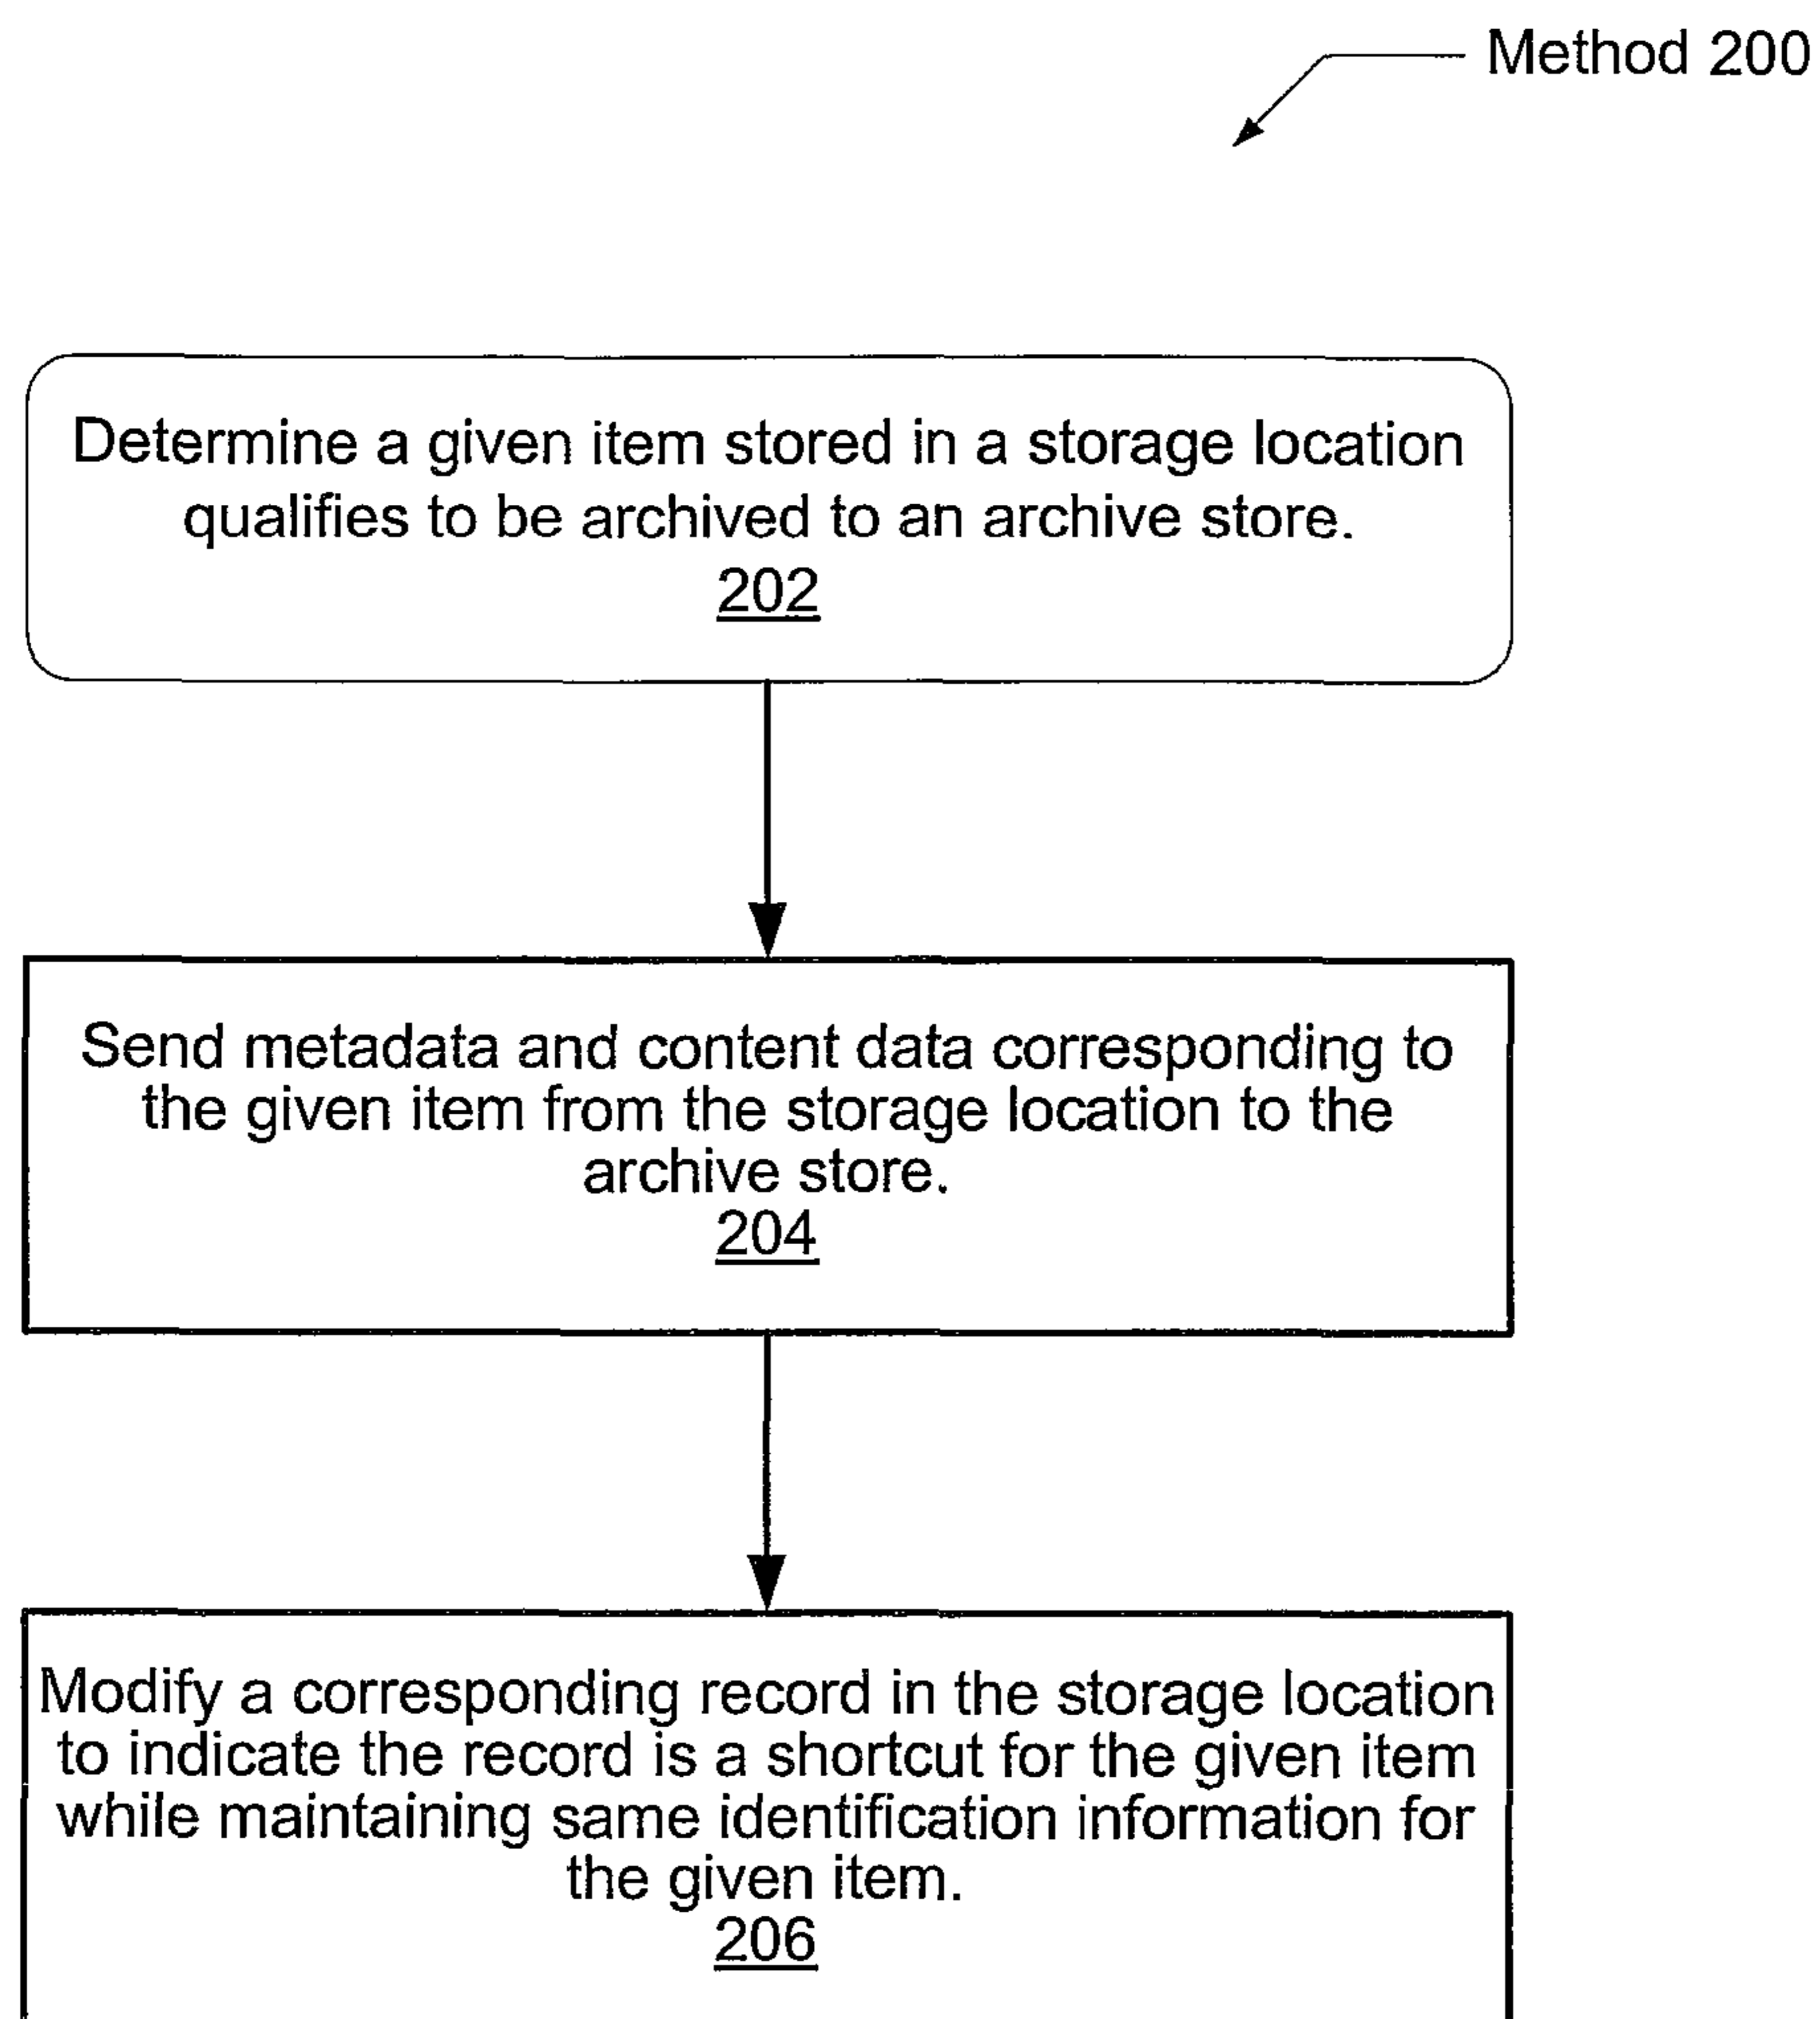 Method 200
Determine a given item stored in a storage location
qualifies to be archived to an archive store.
202
Send metadata and content data corresponding to
the given item from the storage location to the
archive store.
204
Modify a corresponding record in the storage location
to indicate the record is a shortcut for the given item
while maintaining same identification information for
the given item.
206